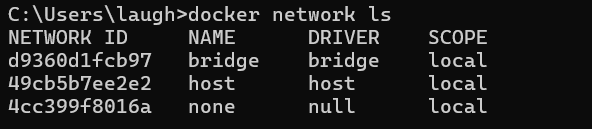 C:\Users\laugh>docker network ls
NETWORK ID     NAME      DRIVER    SCOPE
d9360d1fcb97   bridge    bridge    local
49cb5b7ee2e2   host      host      local
4cc399f8016a   none      null      local